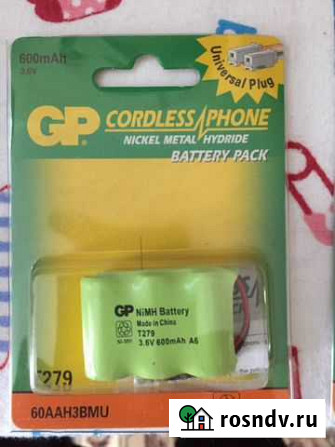 600mAh
3.6V
Universal Plug
GP CORDLESS PHONE
NICKEL METAL HYDRIDE
BATTERY PACK
GP NiMH Battery
Made in China
T279
3.6V 600mAh A6
T279
60AAH3BMU
rosndv.ru